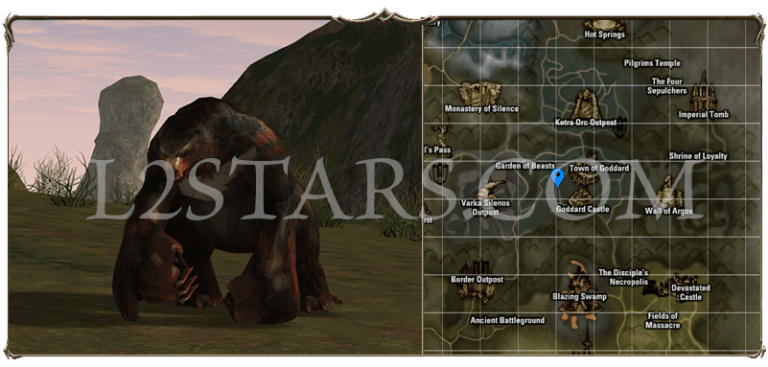 Hot Springs
Pilgrims Temple
The Four
Sepulchers
Monastery of Silence
Imperial Tomb
Ketra Orc Outpost
's Pass
Shrine of Loyalty
Garden of Beasts
Town of Goddard
L2STARS.COM
Varka Silenos
Outpost
Goddard Castle
Wall of Argos
Border Outpost
The Disciple's
Necropolis
Devastated
Castle
Blazing Swamp
Ancient Battleground
Fields of
Massacre